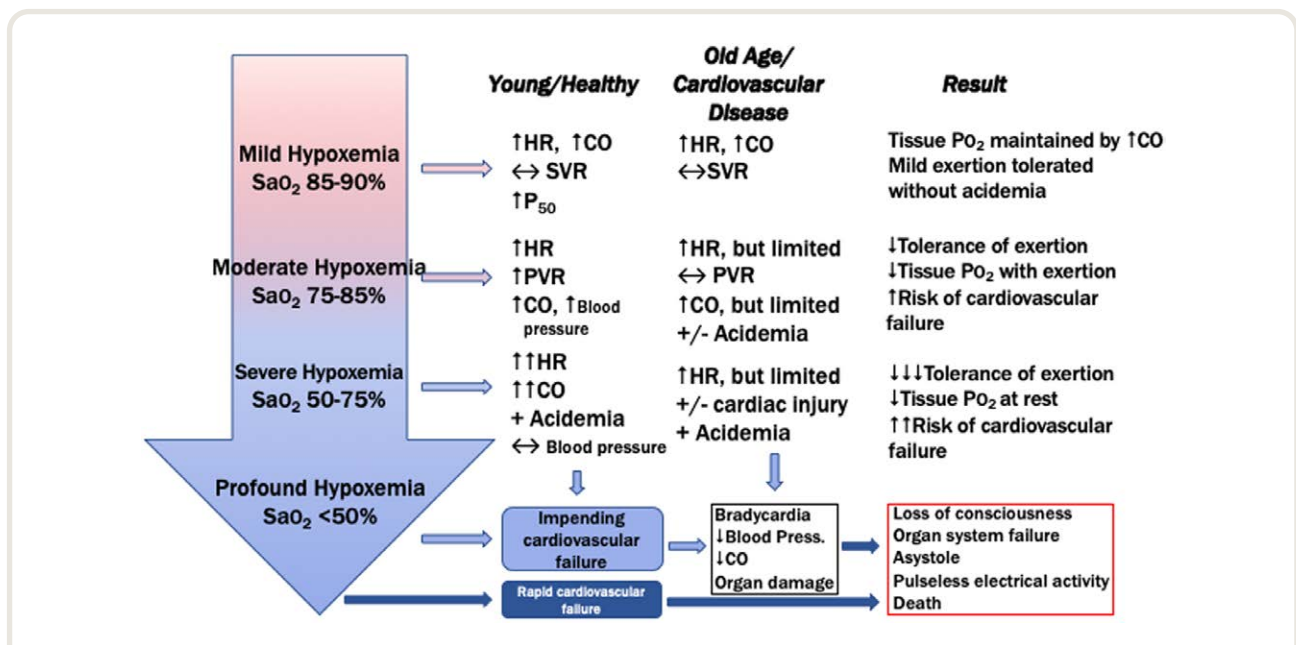 Young/Healthy
Old Age/
Cardiovascular
Disease
Result
Mild Hypoxemia
SaO₂ 85-90%
↑HR, ↑CO
↔ SVR
↑P₅₀
↑HR, ↑CO
↔SVR
Tissue PO₂ maintained by ↑CO
Mild exertion tolerated
without acidemia
Moderate Hypoxemia
SaO₂ 75-85%
↑HR
↑PVR
↑CO, ↑Blood
pressure
↑HR, but limited
↔ PVR
↑CO, but limited
+/- Acidemia
↓Tolerance of exertion
↓Tissue PO₂ with exertion
↑Risk of cardiovascular
failure
Severe Hypoxemia
SaO₂ 50-75%
↑↑HR
↑↑CO
+ Acidemia
↔ Blood pressure
↑HR, but limited
+/- cardiac injury
+ Acidemia
↓↓↓Tolerance of exertion
↓Tissue PO₂ at rest
↑↑Risk of cardiovascular
failure
Profound Hypoxemia
SaO₂ <50%
Impending
cardiovascular
failure
Bradycardia
↓Blood Press.
↓CO
Organ damage
Loss of consciousness
Organ system failure
Asystole
Pulseless electrical activity
Death
Rapid cardiovascular
failure